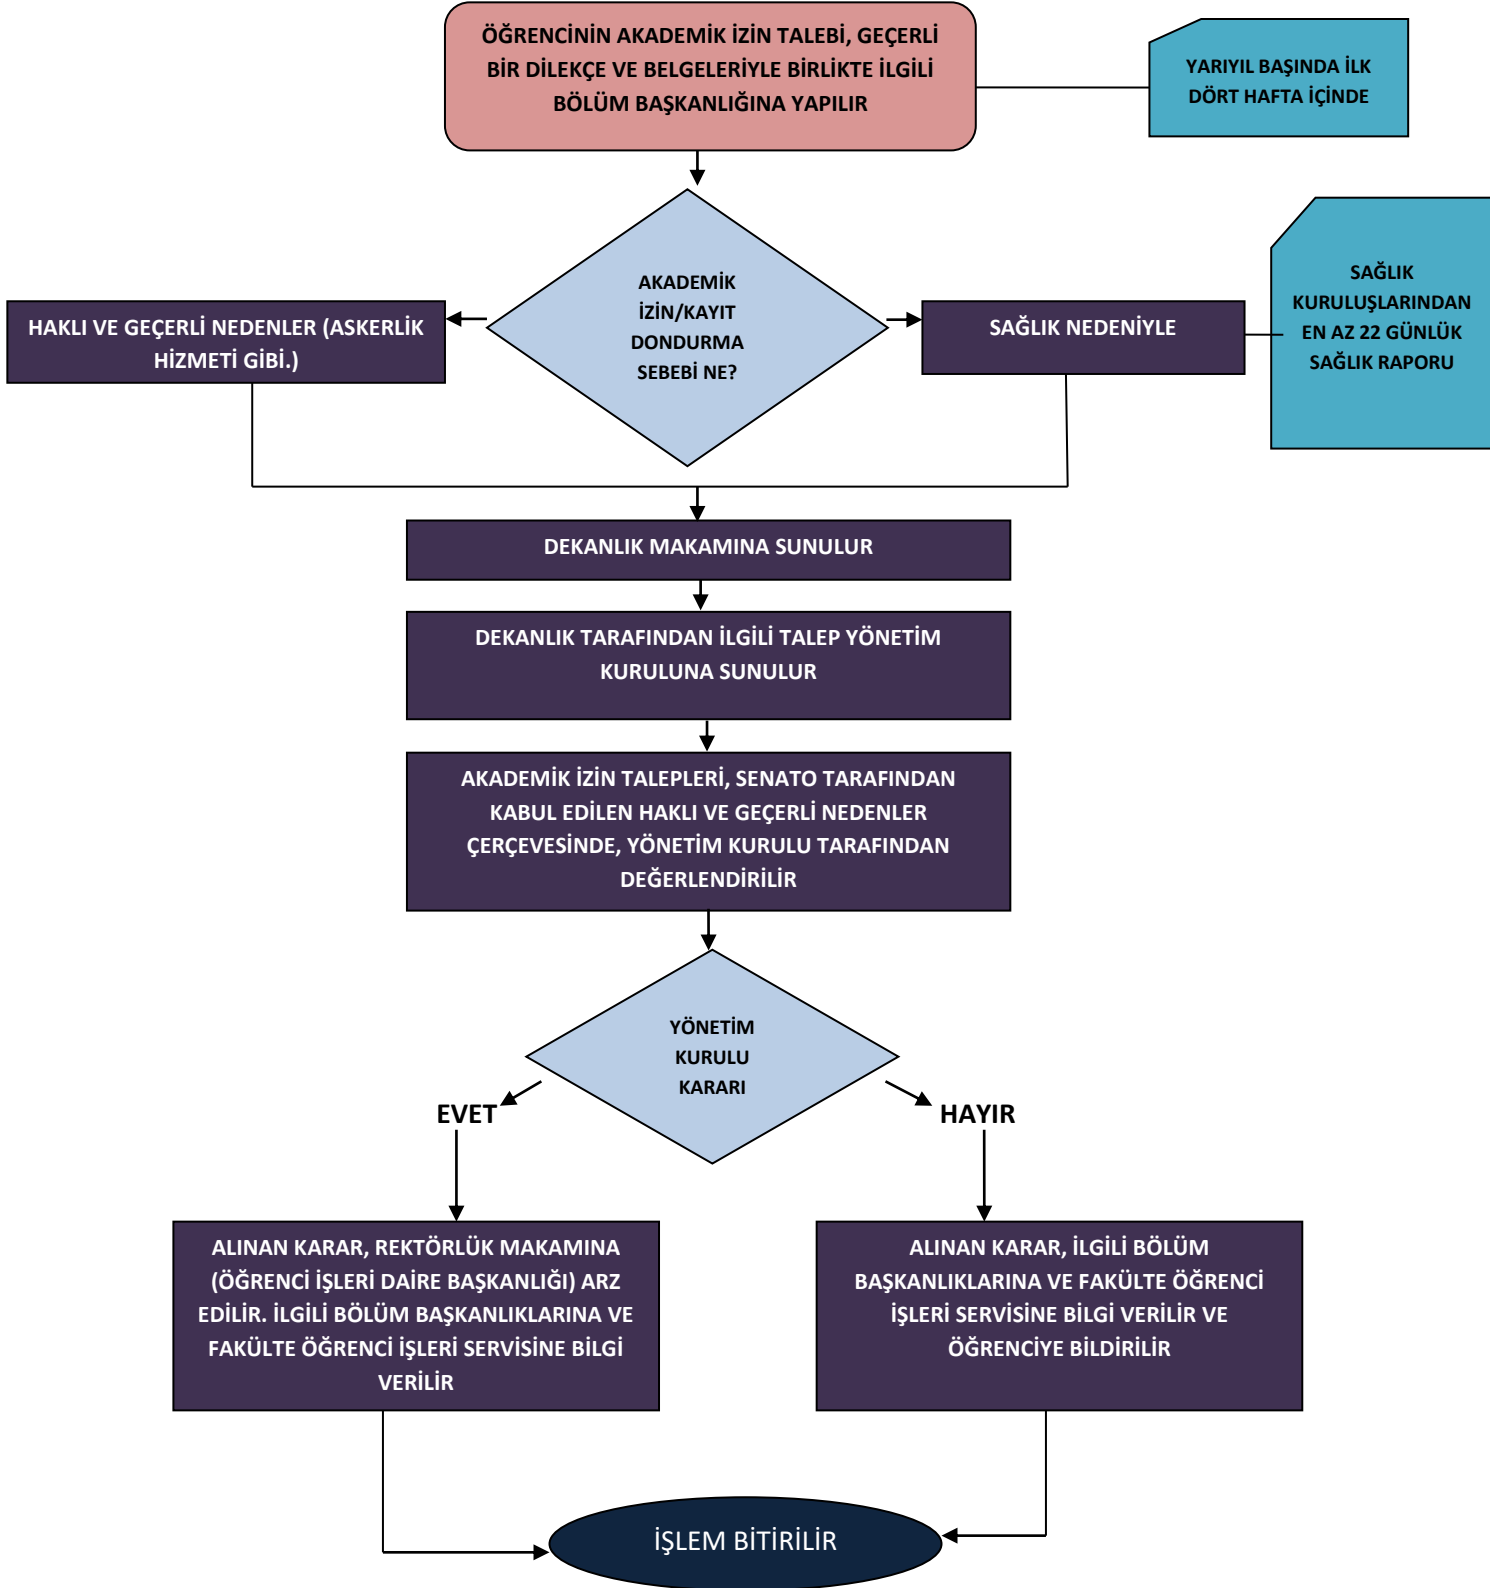 ÖĞRENCİNİN AKADEMİK İZİN TALEBİ, GEÇERLİ
BİR DİLEKÇE VE BELGELERİYLE BİRLİKTE İLGİLİ
BÖLÜM BAŞKANLIĞINA YAPILIR
YARIYIL BAŞINDA İLK
DÖRT HAFTA İÇİNDE
AKADEMİK
İZİN/KAYIT
DONDURMA
SEBEBİ NE?
HAKLI VE GEÇERLİ NEDENLER (ASKERLİK
HİZMETİ GİBİ.)
SAĞLIK NEDENİYLE
SAĞLIK
KURULUŞLARINDAN
EN AZ 22 GÜNLÜK
SAĞLIK RAPORU
DEKANLIK MAKAMINA SUNULUR
DEKANLIK TARAFINDAN İLGİLİ TALEP YÖNETİM
KURULUNA SUNULUR
AKADEMİK İZİN TALEPLERİ, SENATO TARAFINDAN
KABUL EDİLEN HAKLI VE GEÇERLİ NEDENLER
ÇERÇEVESİNDE, YÖNETİM KURULU TARAFINDAN
DEĞERLENDİRİLİR
YÖNETİM
KURULU
KARARI
EVET
HAYIR
ALINAN KARAR, REKTÖRLÜK MAKAMINA
(ÖĞRENCİ İŞLERİ DAİRE BAŞKANLIĞI) ARZ
EDİLİR. İLGİLİ BÖLÜM BAŞKANLIKLARINA VE
FAKÜLTE ÖĞRENCİ İŞLERİ SERVİSİNE BİLGİ
VERİLİR
ALINAN KARAR, İLGİLİ BÖLÜM
BAŞKANLIKLARINA VE FAKÜLTE ÖĞRENCİ
İŞLERİ SERVİSİNE BİLGİ VERİLİR VE
ÖĞRENCİYE BİLDİRİLİR
İŞLEM BİTİRİLİR